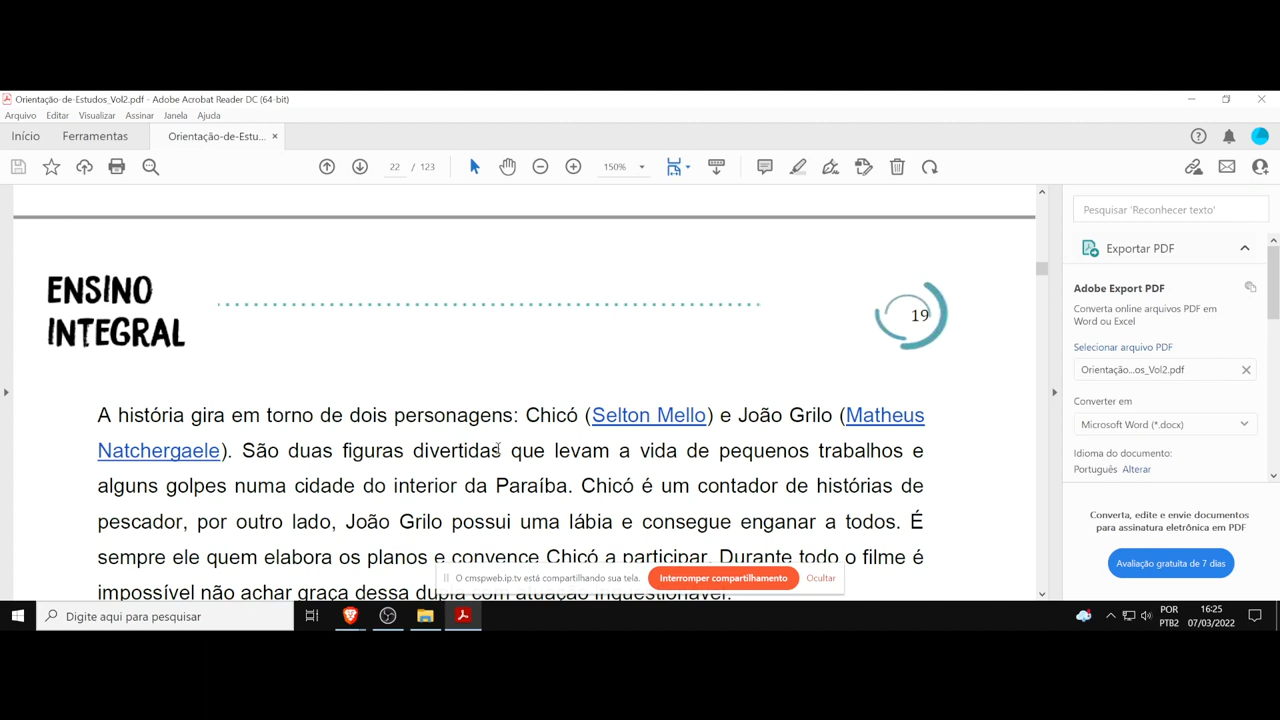 Orientação-de-Estudos_Vol2.pdf - Adobe Acrobat Reader DC (64-bit)
Arquivo Editar Visualizar Assinar Janela Ajuda
Início Ferramentas Orientação-de-Estu... ×
22 / 123 150%
Pesquisar 'Reconhecer texto'
Exportar PDF
Adobe Export PDF
Converta online arquivos PDF em
Word ou Excel
Selecionar arquivo PDF
Orientação...os_Vol2.pdf
Converter em
Microsoft Word (*.docx)
Idioma do documento:
Português Alterar
Converta, edite e envie documentos
para assinatura eletrônica em PDF
Avaliação gratuita de 7 dias
ENSINO
INTEGRAL
19
A história gira em torno de dois personagens: Chicó (Selton Mello) e João Grilo (Matheus
Natchergaele). São duas figuras divertidas que levam a vida de pequenos trabalhos e
alguns golpes numa cidade do interior da Paraíba. Chicó é um contador de histórias de
pescador, por outro lado, João Grilo possui uma lábia e consegue enganar a todos. É
sempre ele quem elabora os planos e convence Chicó a participar. Durante todo o filme é
impossível não achar graça dessa dupla com atuação inquestionável.
O cmspweb.ip.tv está compartilhando sua tela. Interromper compartilhamento Ocultar
Digite aqui para pesquisar
POR
PTB2
16:25
07/03/2022